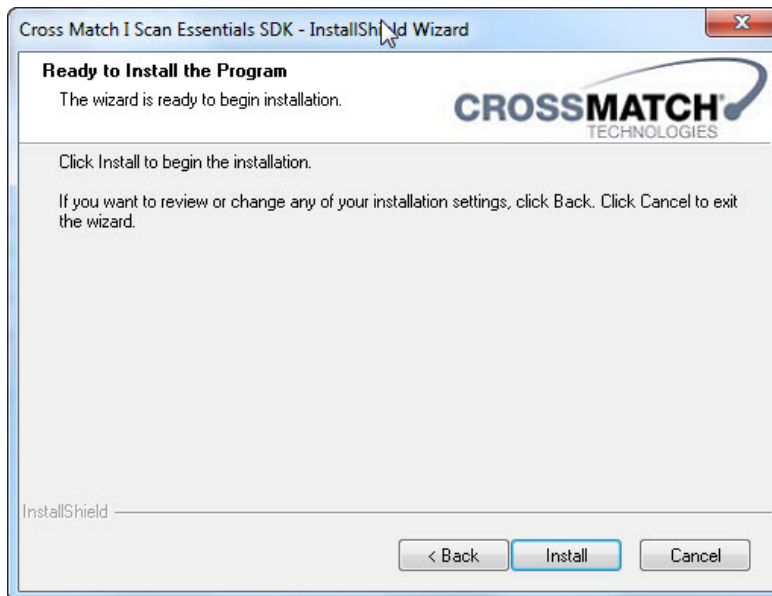 Cross Match I Scan Essentials SDK - InstallShield Wizard
Ready to Install the Program
The wizard is ready to begin installation.
CROSSMATCH®
TECHNOLOGIES
Click Install to begin the installation.
If you want to review or change any of your installation settings, click Back. Click Cancel to exit
the wizard.
InstallShield
< Back
Install
Cancel